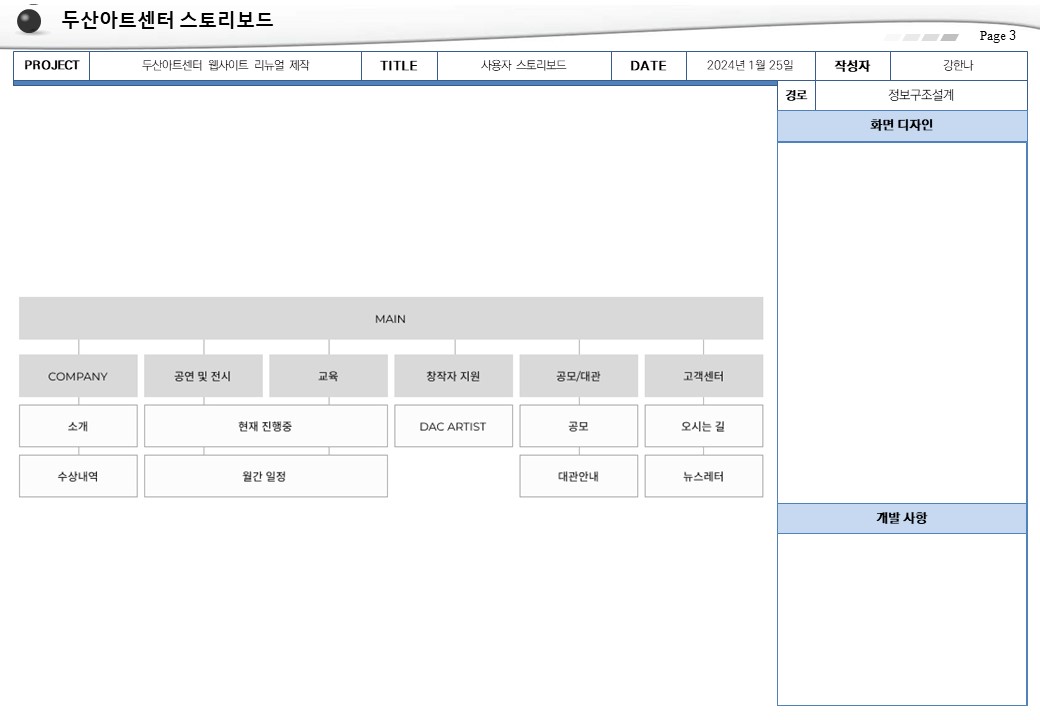 두산아트센터 스토리보드
Page 3
PROJECT 두산아트센터 웹사이트 리뉴얼 제작 TITLE 사용자 스토리보드 DATE 2024년 1월 25일 작성자 강한나
경로 정보구조설계
화면 디자인
MAIN
COMPANY 공연 및 전시 교육 창작자 지원 공모/대관 고객센터
소개 현재 진행중 DAC ARTIST 공모 오시는 길
수상내역 월간 일정 대관안내 뉴스레터
개발 사항